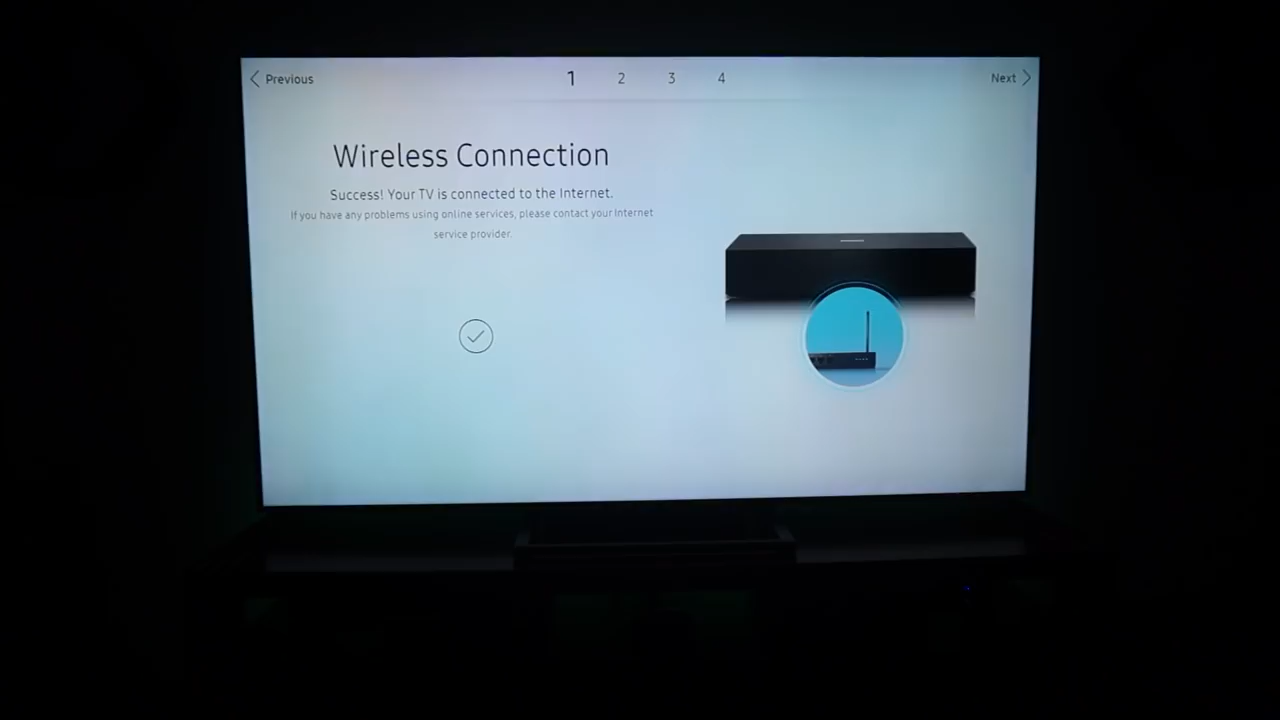 Previous
1 2 3 4
Next
Wireless Connection
Success! Your TV is connected to the Internet.
If you have any problems using online services, please contact your Internet
service provider.